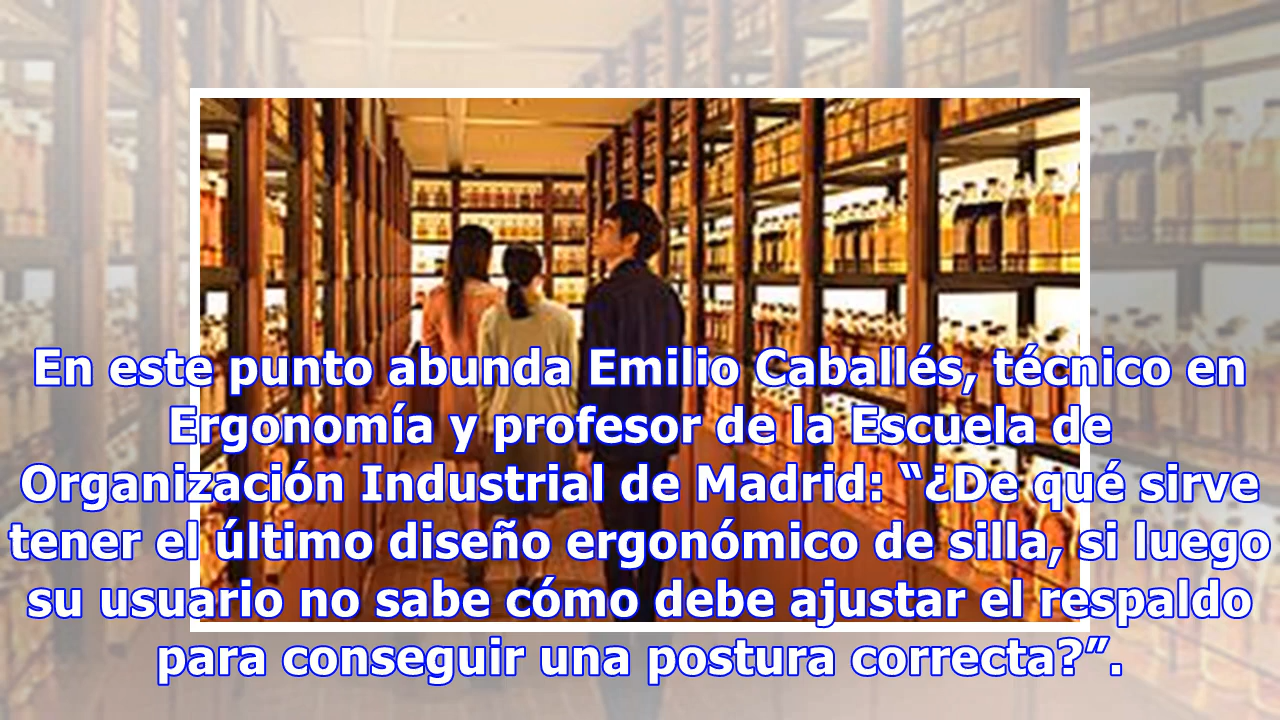 En este punto abunda Emilio Caballés, técnico en
Ergonomía y profesor de la Escuela de
Organización Industrial de Madrid: “¿De qué sirve
tener el último diseño ergonómico de silla, si luego
su usuario no sabe cómo debe ajustar el respaldo
para conseguir una postura correcta?”.